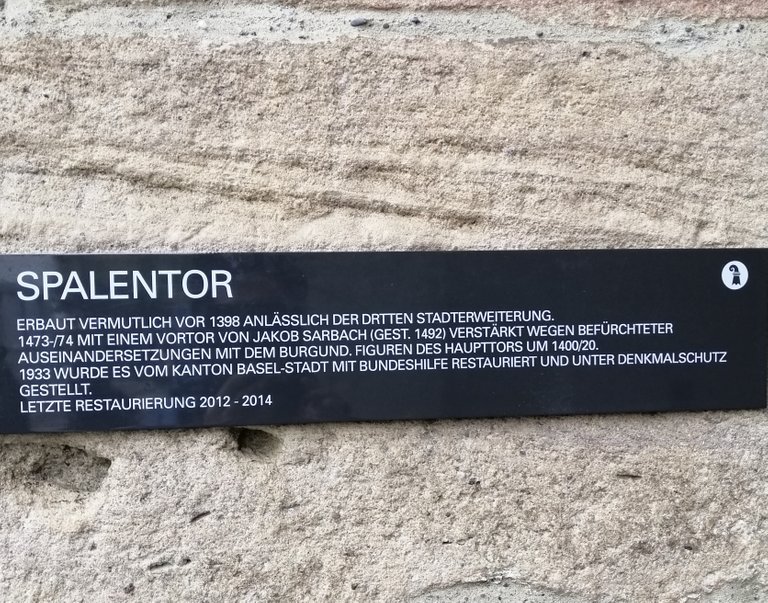 SPALENTOR
ERBAUT VERMUTLICH VOR 1398 ANLÄSSLICH DER DRTTEN STADTERWEITERUNG.
1473-/74 MIT EINEM VORTOR VON JAKOB SARBACH (GEST. 1492) VERSTÄRKT WEGEN BEFÜRCHTETER
AUSEINANDERSETZUNGEN MIT DEM BURGUND. FIGUREN DES HAUPTTORS UM 1400/20.
1933 WURDE ES VOM KANTON BASEL-STADT MIT BUNDESHILFE RESTAURIERT UND UNTER DENKMALSCHUTZ
GESTELLT.
LETZTE RESTAURIERUNG 2012 - 2014